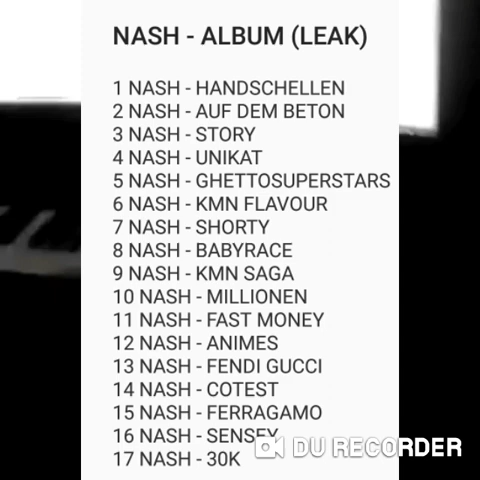 NASH - ALBUM (LEAK)
1 NASH - HANDSCHELLEN
2 NASH - AUF DEM BETON
3 NASH - STORY
4 NASH - UNIKAT
5 NASH - GHETTOSUPERSTARS
6 NASH - KMN FLAVOUR
7 NASH - SHORTY
8 NASH - BABYRACE
9 NASH - KMN SAGA
10 NASH - MILLIONEN
11 NASH - FAST MONEY
12 NASH - ANIMES
13 NASH - FENDI GUCCI
14 NASH - COTEST
15 NASH - FERRAGAMO
16 NASH - SENSEY
17 NASH - 30K
DU RECORDER